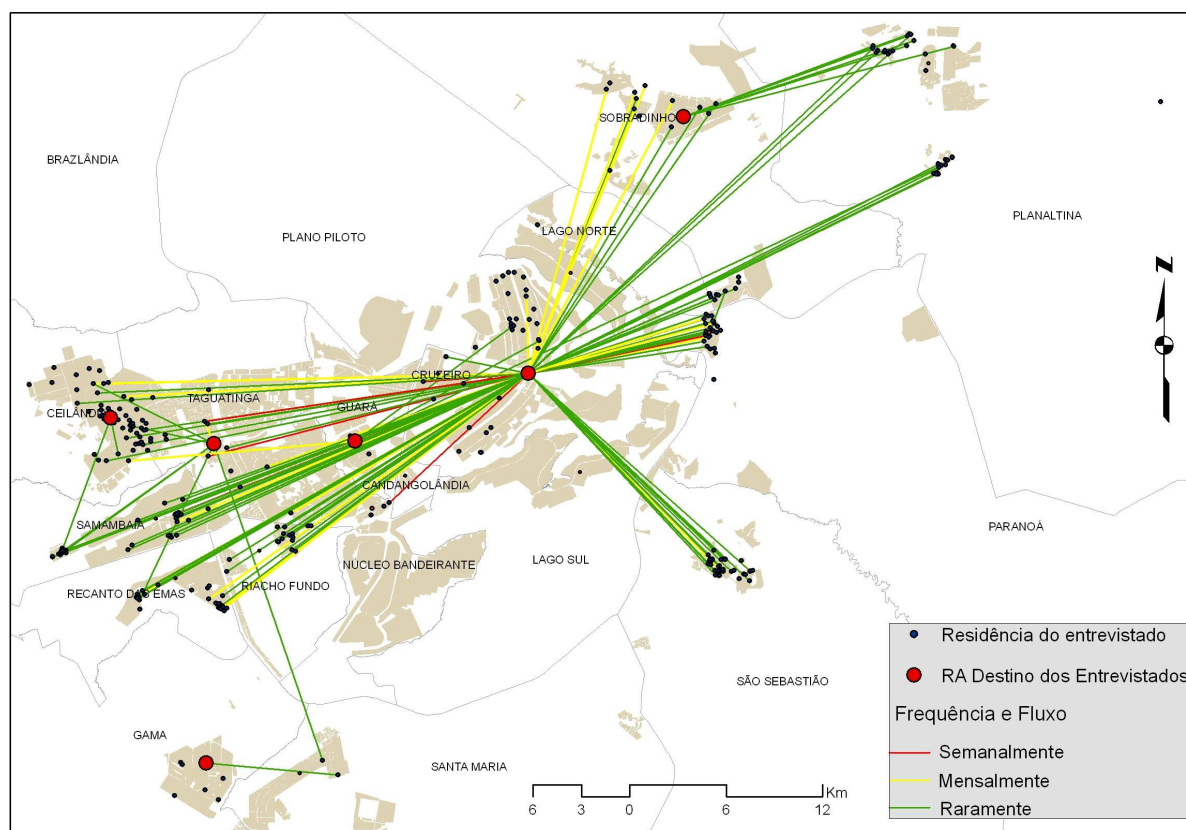 SOBRADINHO
BRAZLÂNDIA
PLANALTINA
LAGO NORTE
PLANO PILOTO
N
CRUZEIRO
TAGUATINGA
GUARÁ
CEILÂND
CANDANGOLÂNDIA
SAMAMBAIA
PARANOÁ
LAGO SUL
NÚCLEO BANDEIRANTE
RIACHO FUNDO
RECANTO DAS EMAS
Residência do entrevistado
RA Destino dos Entrevistados
SÃO SEBASTIÃO
Frequência e Fluxo
GAMA
SANTA MARIA
Semanalmente
Mensalmente
Raramente
Km
6 3 0 6 12